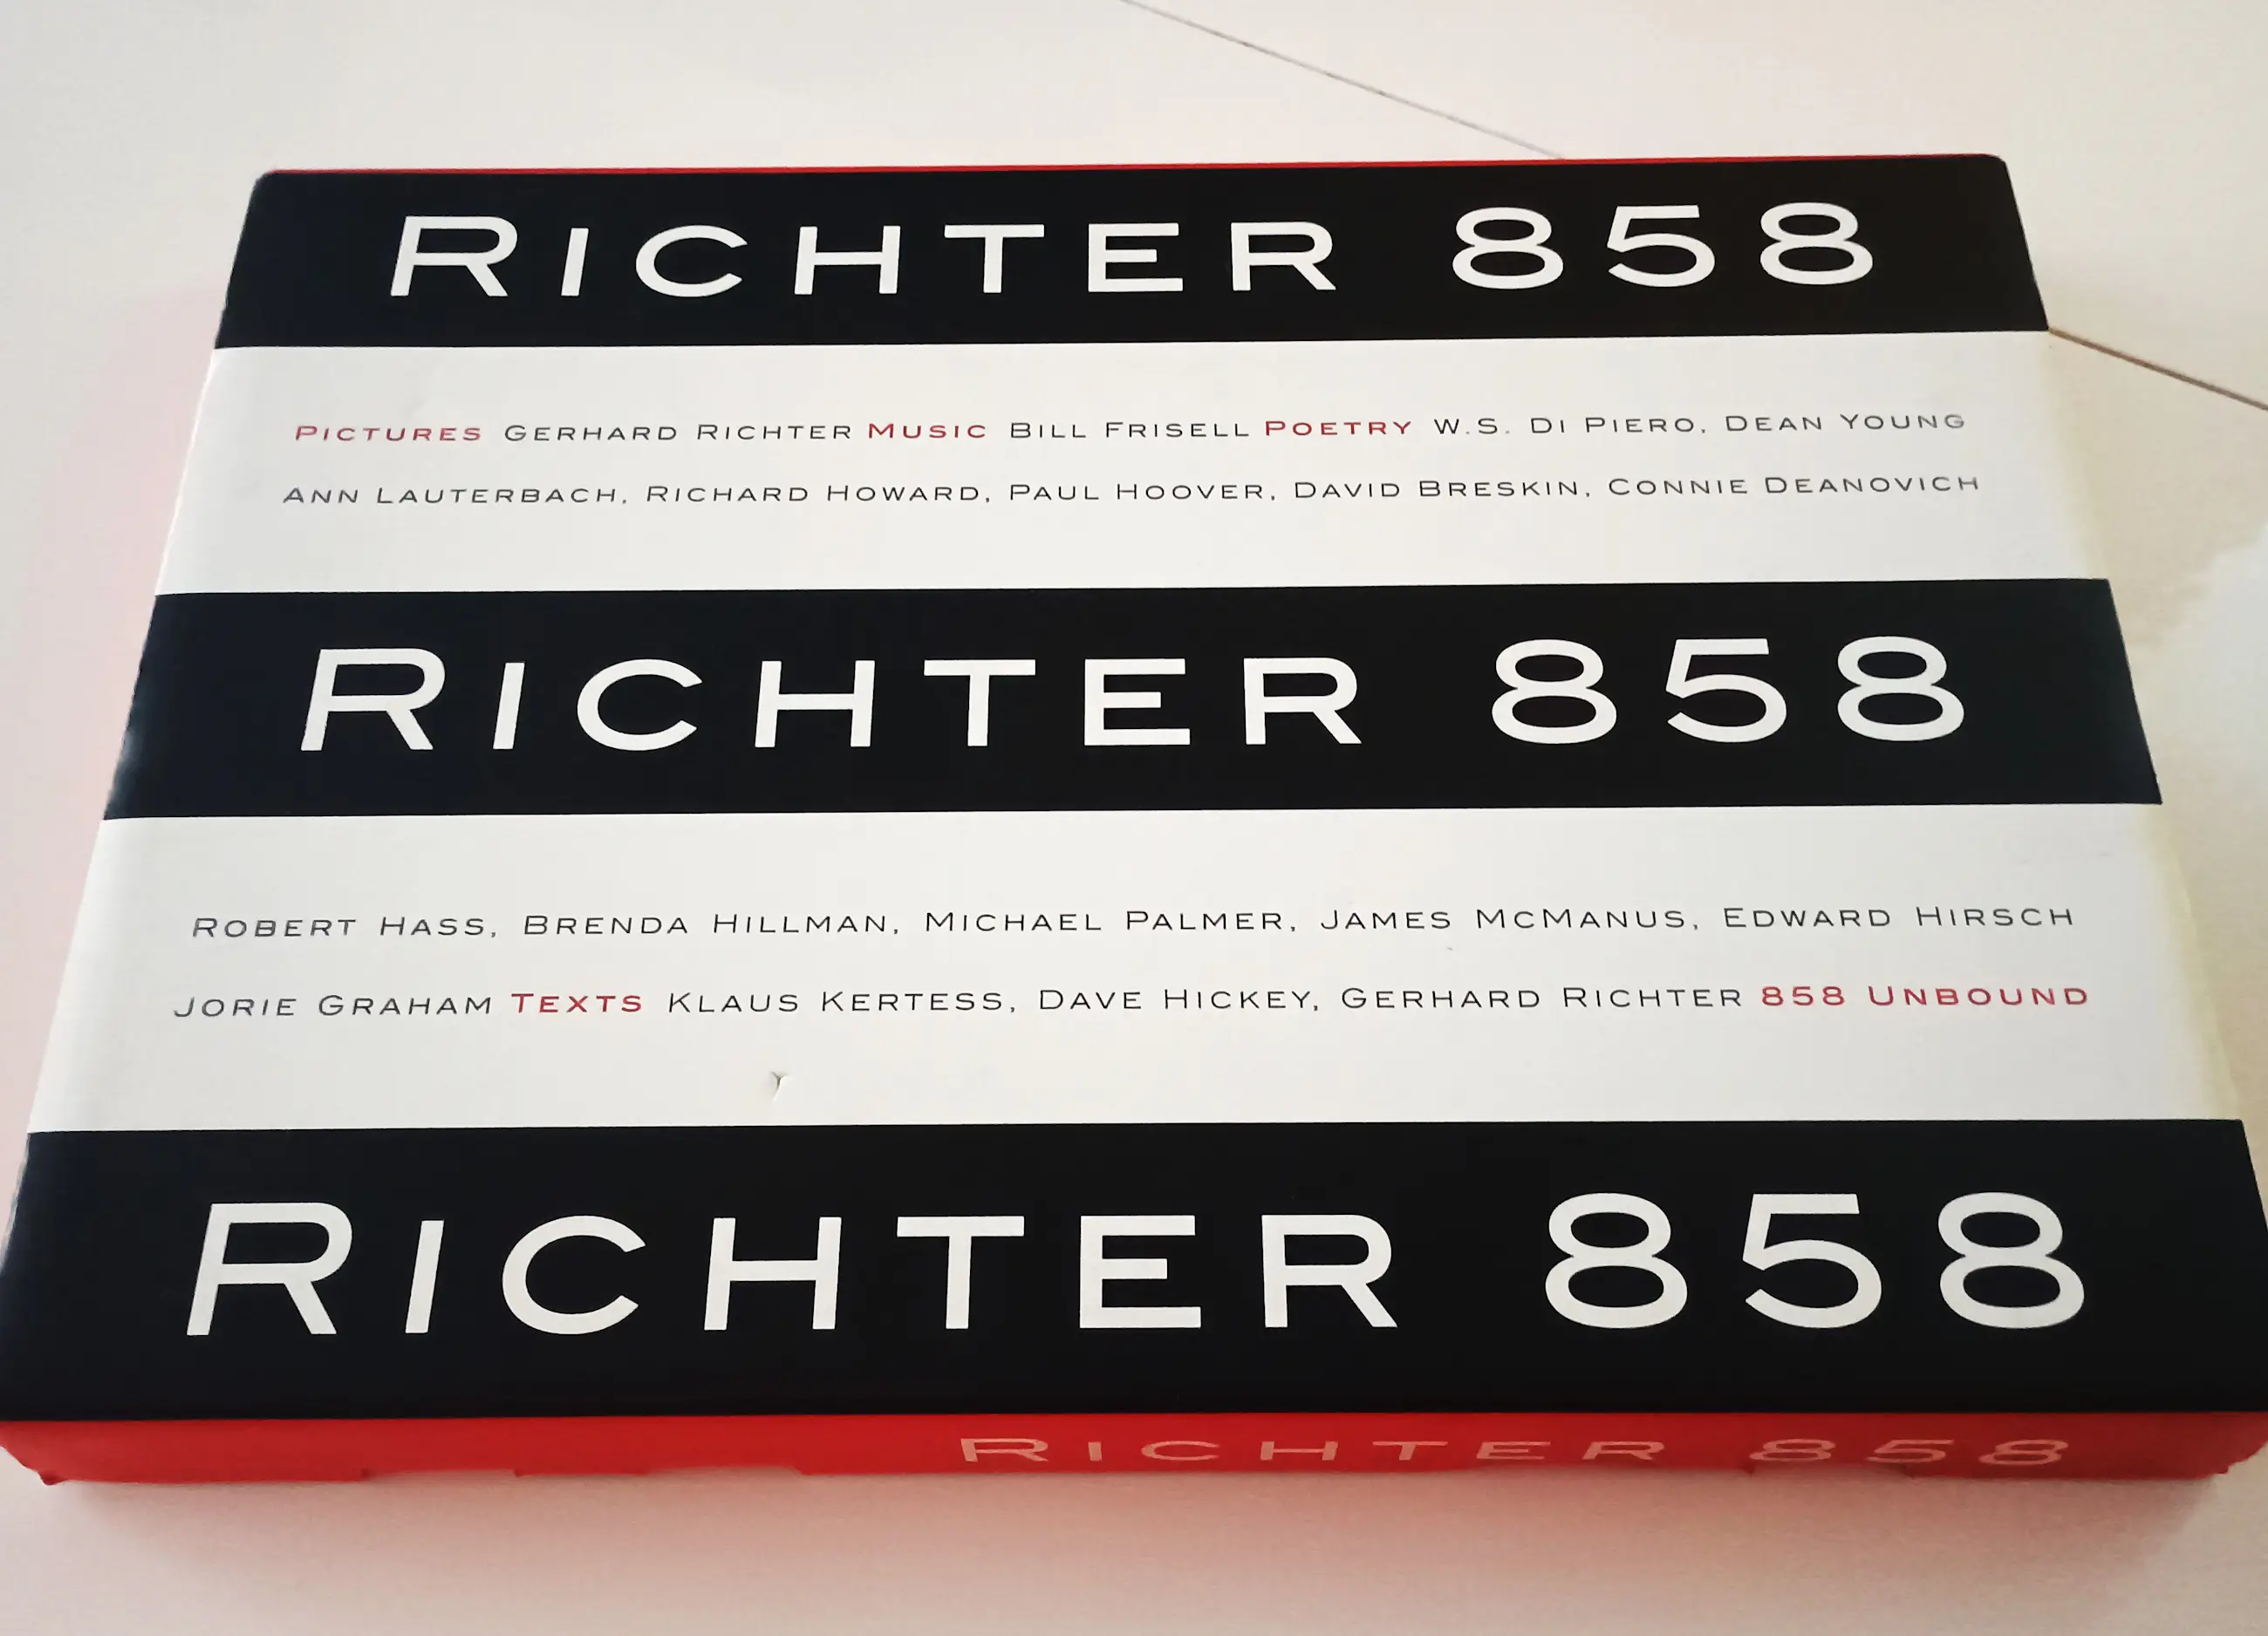 RICHTER 858
PICTURES GERHARD RICHTER MUSIC BILL FRISELL POETRY W.S. DI PIERO, DEAN YOUNG
ANN LAUTERBACH, RICHARD HOWARD, PAUL HOOVER, DAVID BRESKIN, CONNIE DEANOVICH
RICHTER 858
ROBERT HASS, BRENDA HILLMAN, MICHAEL PALMER, JAMES MCMANUS, EDWARD HIRSCH
JORIE GRAHAM TEXTS KLAUS KERTESS, DAVE HICKEY, GERHARD RICHTER 858 UNBOUND
RICHTER 858
RICHTER 858